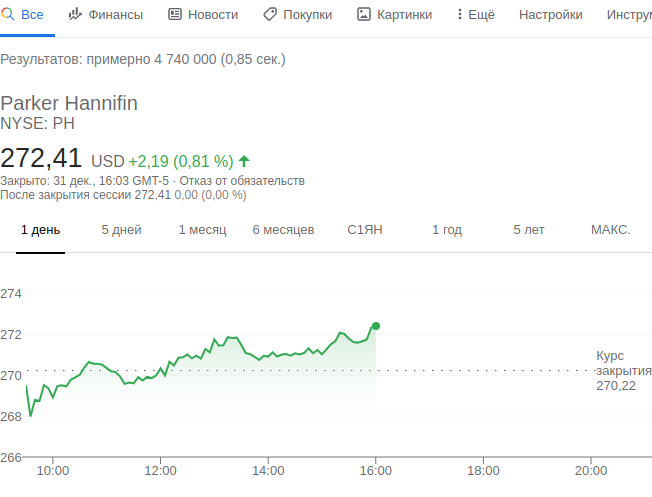 Все Финансы Новости Покупки Картинки Ещё Настройки
Результатов: примерно 4 740 000 (0,85 сек.)
Parker Hannifin
NYSE: PH
272,41 USD +2,19 (0,81 %)
Закрыто: 31 дек., 16:03 GMT-5 · Отказ от обязательств
После закрытия сессии 272,41 0,00 (0,00 %)
1 день 5 дней 1 месяц 6 месяцев С1ЯН 1 год 5 лет МАКС.
274
272
270
268
266
Курс
закрытия
270,22
10:00 12:00 14:00 16:00 18:00 20:00